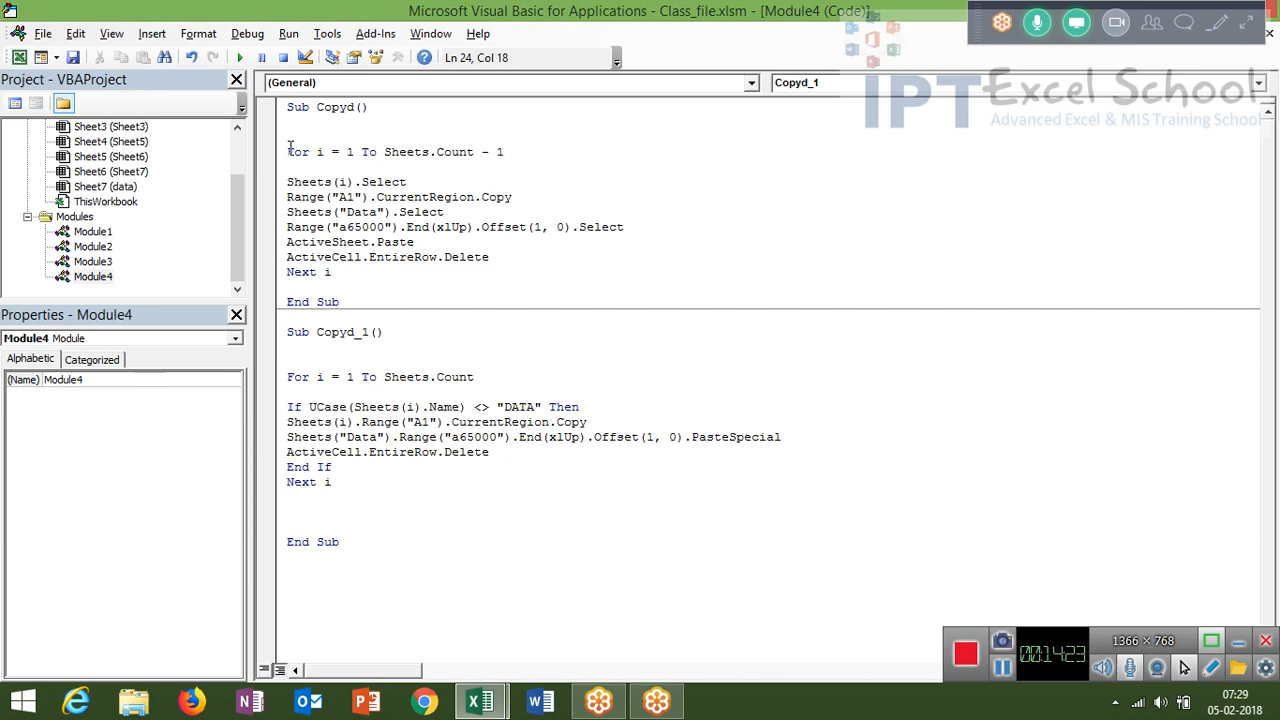 Microsoft Visual Basic for Applications - Class_file.xlsm - [Module4 (Code)]
File Edit View Insert Format Debug Run Tools Add-Ins Window Help
Ln 24, Col 18
IPT Excel School
Advanced Excel & MIS Training School
Project - VBAProject
(General)
Copyd_1
Sheet3 (Sheet3)
Sheet4 (Sheet5)
Sheet5 (Sheet6)
Sheet6 (Sheet7)
Sheet7 (data)
ThisWorkbook
Modules
Module1
Module2
Module3
Module4
Properties - Module4
Module4 Module
Alphabetic Categorized
(Name) Module4
Sub Copyd()
For i = 1 To Sheets.Count - 1
Sheets(i).Select
Range("A1").CurrentRegion.Copy
Sheets("Data").Select
Range("a65000").End(xlUp).Offset(1, 0).Select
ActiveSheet.Paste
ActiveCell.EntireRow.Delete
Next i
End Sub
Sub Copyd_1()
For i = 1 To Sheets.Count
If UCase(Sheets(i).Name) <> "DATA" Then
Sheets(i).Range("A1").CurrentRegion.Copy
Sheets("Data").Range("a65000").End(xlUp).Offset(1, 0).PasteSpecial
ActiveCell.EntireRow.Delete
End If
Next i
End Sub
1366 × 768
00:14:23
07:29
05-02-2018